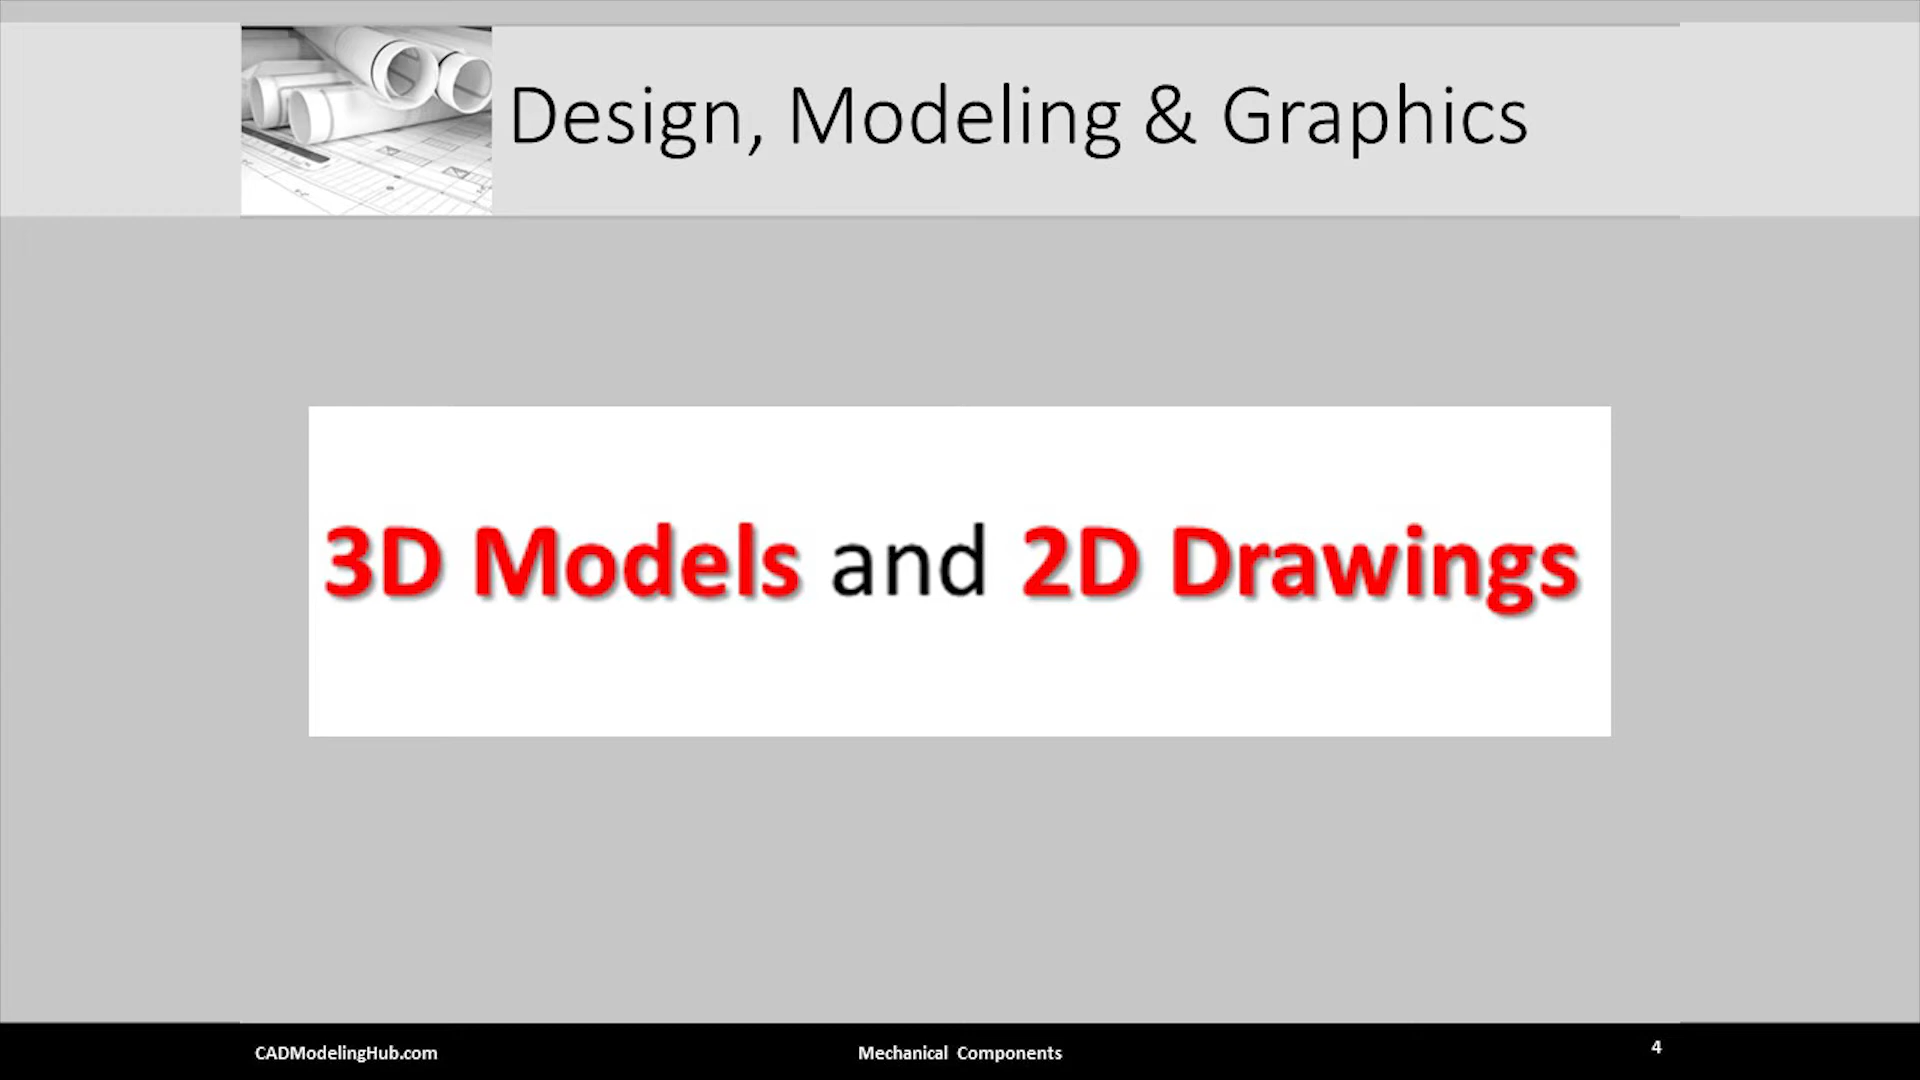 Design, Modeling & Graphics
3D Models and 2D Drawings
CADModelingHub.com
Mechanical Components
4